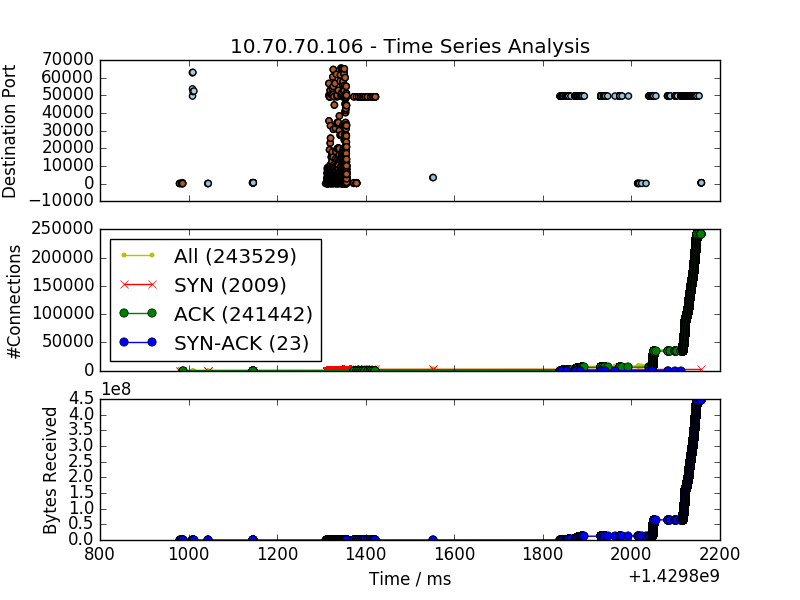 10.70.70.106 - Time Series Analysis
Destination Port
70000
60000
50000
40000
30000
20000
10000
0
−10000
#Connections
250000
200000
150000
100000
50000
0
All (243529)
SYN (2009)
ACK (241442)
SYN-ACK (23)
1e8
Bytes Received
4.5
4.0
3.5
3.0
2.5
2.0
1.5
1.0
0.5
0.0
800 1000 1200 1400 1600 1800 2000 2200
Time / ms
+1.4298e9